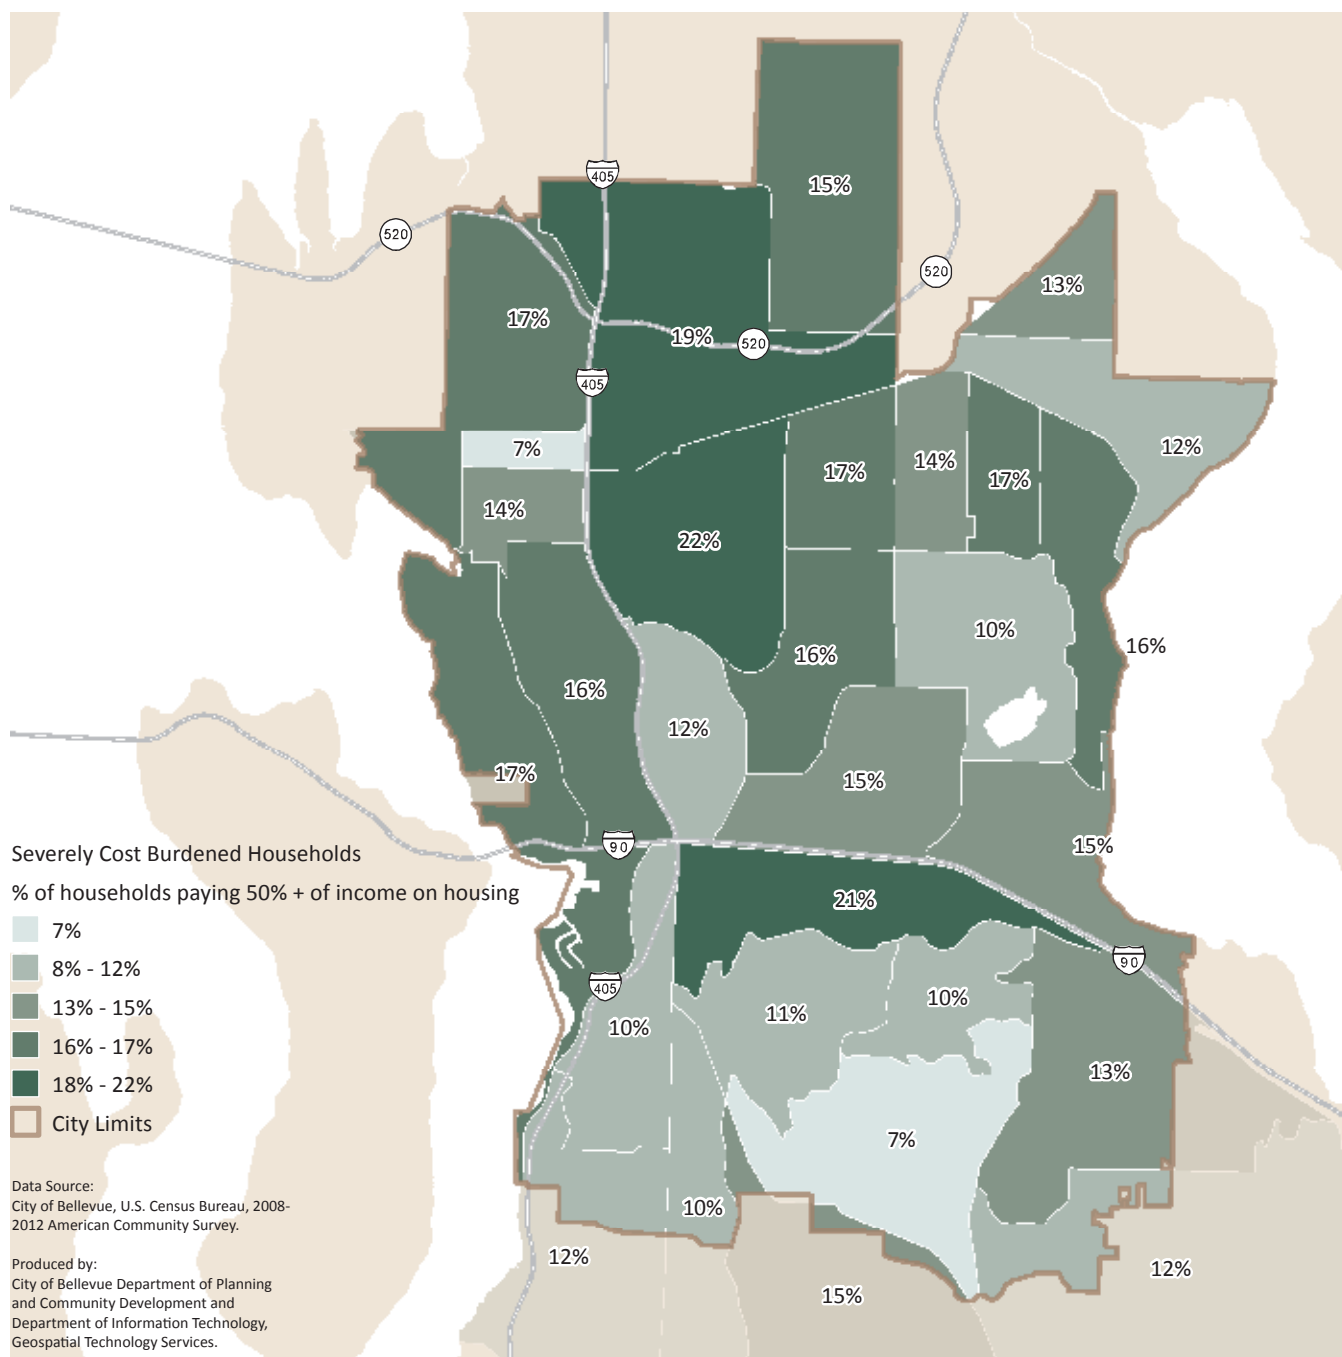 405
15%
520
520
13%
17%
19%
520
405
7%
12%
17%
14%
17%
14%
22%
10%
16%
16%
16%
12%
17%
15%
90
15%
Severely Cost Burdened Households
% of households paying 50% + of income on housing
7%
8% - 12%
13% - 15%
16% - 17%
18% - 22%
City Limits
21%
90
405
10%
11%
10%
13%
7%
10%
12%
15%
12%
Data Source:
City of Bellevue, U.S. Census Bureau, 2008-
2012 American Community Survey.
Produced by:
City of Bellevue Department of Planning
and Community Development and
Department of Information Technology,
Geospatial Technology Services.